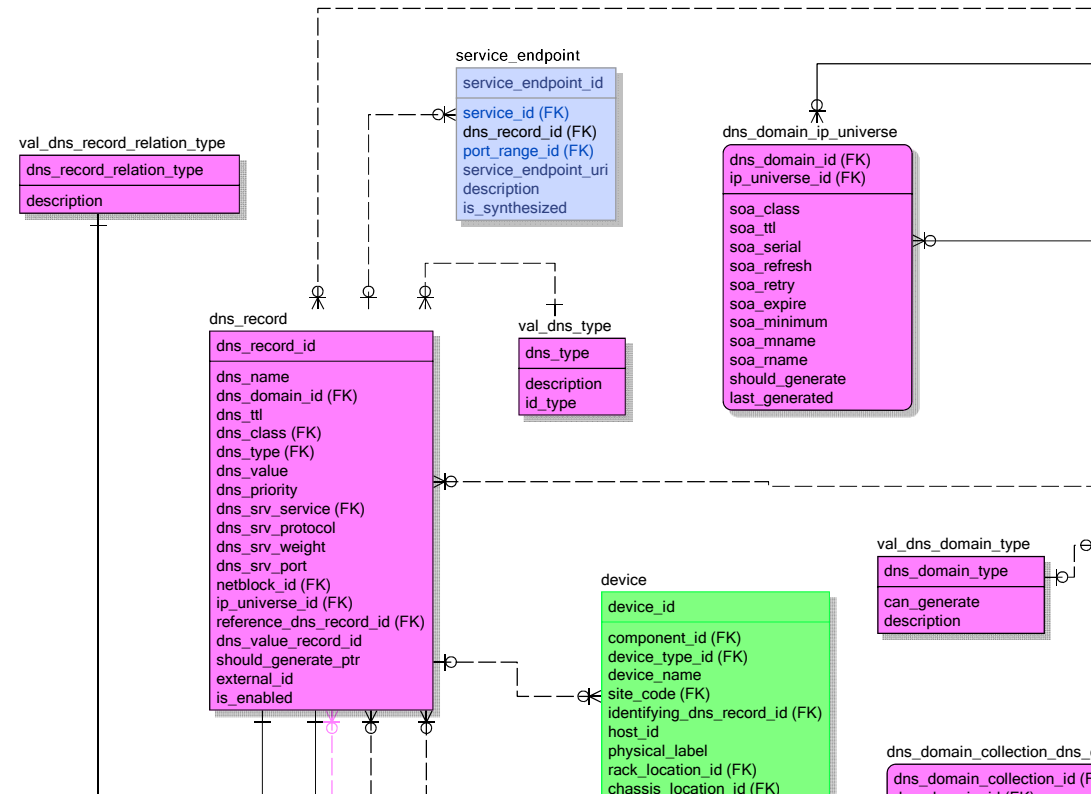 service_endpoint
service_endpoint_id
service_id (FK)
dns_record_id (FK)
port_range_id (FK)
service_endpoint_uri
description
is_synthesized
val_dns_record_relation_type
dns_record_relation_type
description
dns_domain_ip_universe
dns_domain_id (FK)
ip_universe_id (FK)
soa_class
soa_ttl
soa_serial
soa_refresh
soa_retry
soa_expire
soa_minimum
soa_mname
soa_rname
should_generate
last_generated
dns_record
dns_record_id
dns_name
dns_domain_id (FK)
dns_ttl
dns_class (FK)
dns_type (FK)
dns_value
dns_priority
dns_srv_service (FK)
dns_srv_protocol
dns_srv_weight
dns_srv_port
netblock_id (FK)
ip_universe_id (FK)
reference_dns_record_id (FK)
dns_value_record_id
should_generate_ptr
external_id
is_enabled
val_dns_type
dns_type
description
id_type
val_dns_domain_type
dns_domain_type
can_generate
description
device
device_id
component_id (FK)
device_type_id (FK)
device_name
site_code (FK)
identifying_dns_record_id (FK)
host_id
physical_label
rack_location_id (FK)
chassis_location_id (FK)
dns_domain_collection_dns_
dns_domain_collection_id (F